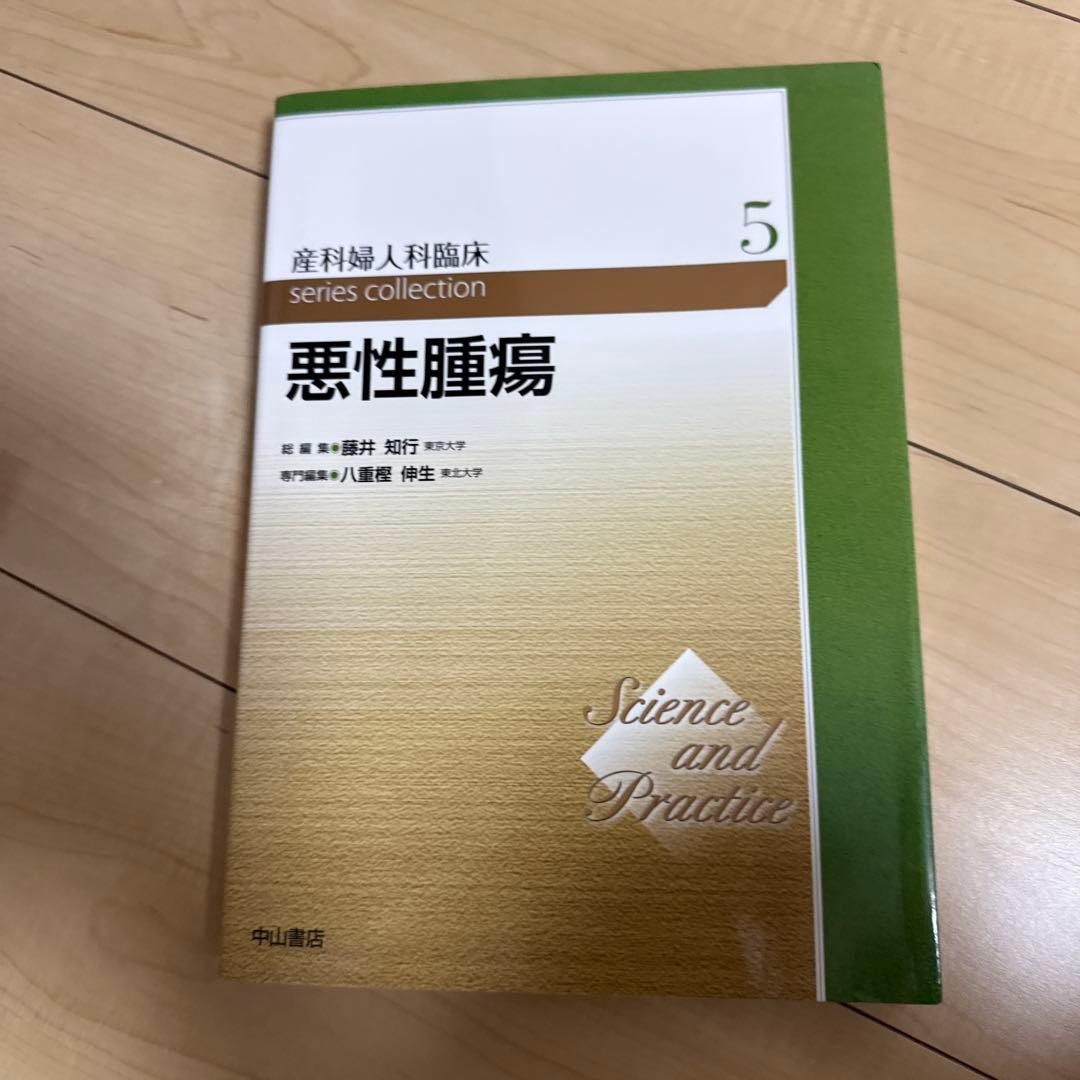 5
産科婦人科臨床
series collection
悪性腫瘍
総編集●藤井 知行 東京大学
専門編集●八重樫 伸生 東北大学
Science
and
Practice
中山書店